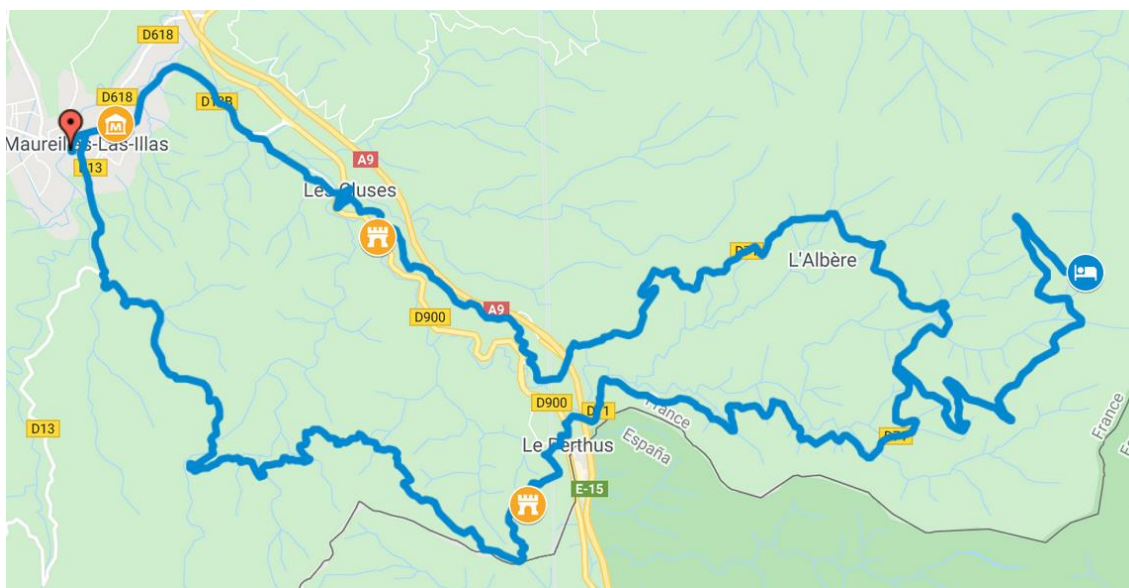 D618
D618
Maureillas-Las-Illas
D13
A9
Les Cluses
L'Albère
A9
D900
D900
D71
France
España
Le Perthus
D13
E-15
France